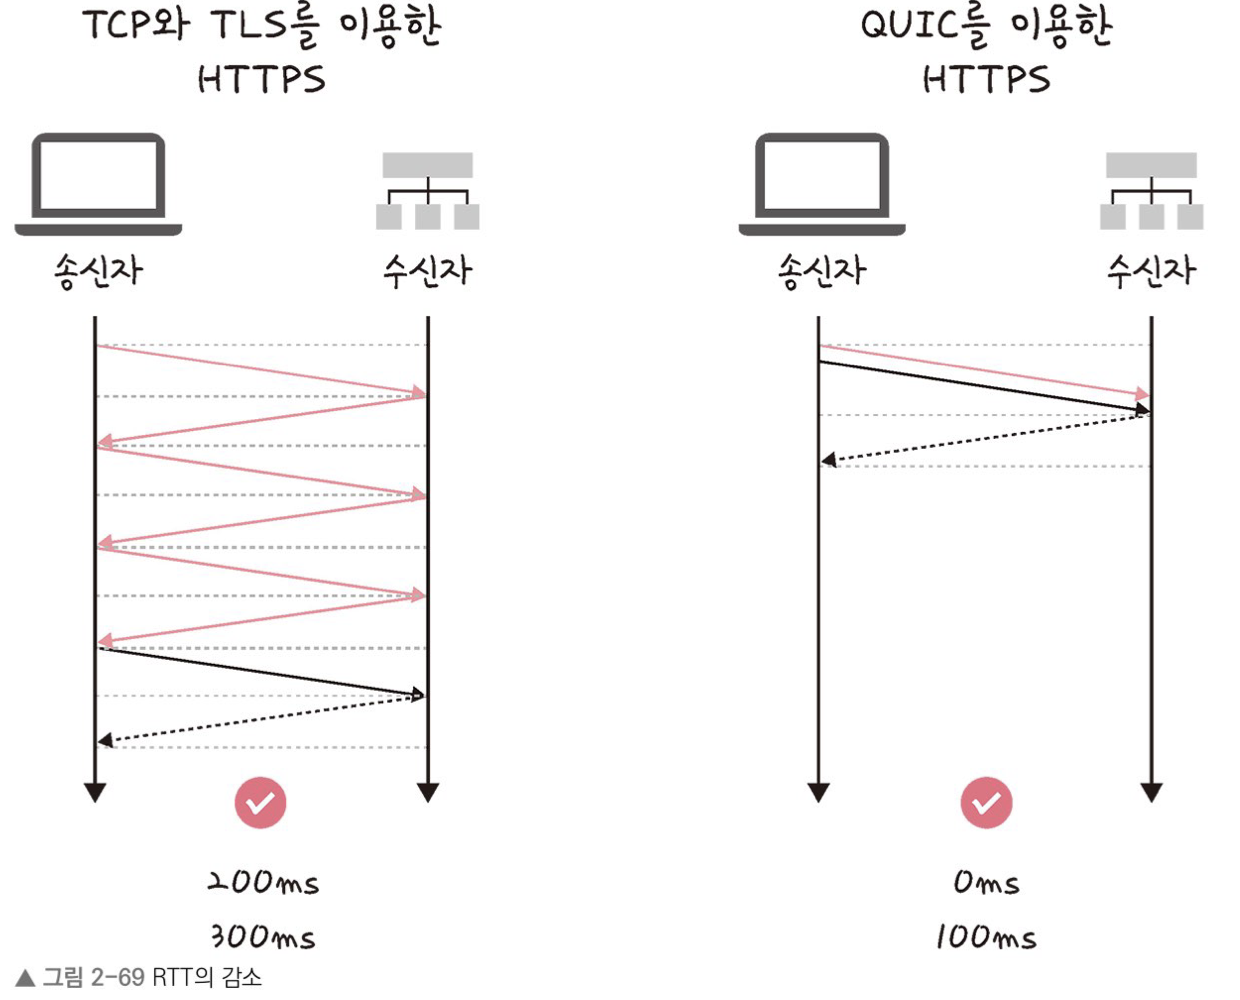 TCP와 TLS를 이용한
HTTPS
송신자
수신자
200ms
300ms
QUIC를 이용한
HTTPS
송신자
수신자
0ms
100ms
▲ 그림 2-69 RTT의 감소